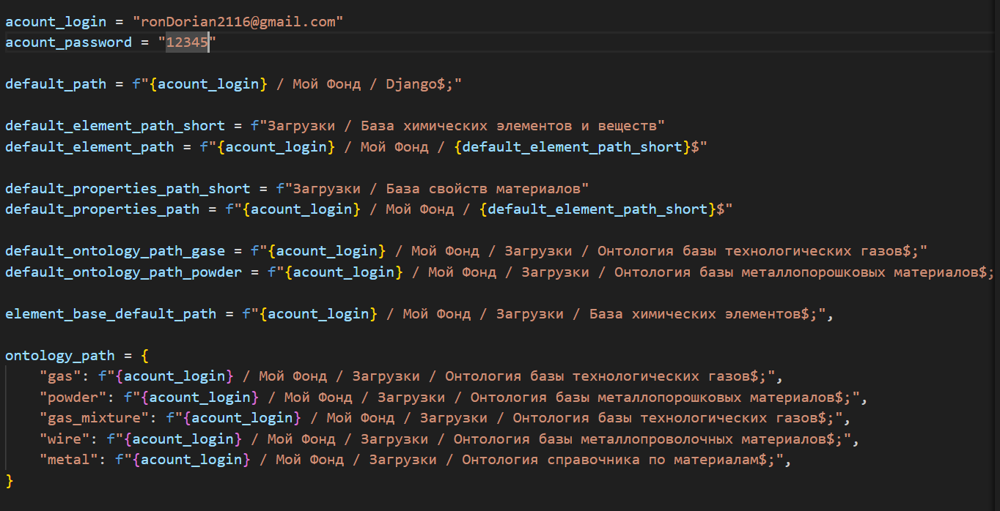 acount_login = "ronDorian2116@gmail.com"
acount_password = "12345"
default_path = f"{acount_login} / Мой Фонд / Django$;"
default_element_path_short = f"Загрузки / База химических элементов и веществ"
default_element_path = f"{acount_login} / Мой Фонд / {default_element_path_short}$"
default_properties_path_short = f"Загрузки / База свойств материалов"
default_properties_path = f"{acount_login} / Мой Фонд / {default_element_path_short}$"
default_ontology_path_gase = f"{acount_login} / Мой Фонд / Загрузки / Онтология базы технологических газов$;"
default_ontology_path_powder = f"{acount_login} / Мой Фонд / Загрузки / Онтология базы металлопорошковых материалов$;
element_base_default_path = f"{acount_login} / Мой Фонд / Загрузки / База химических элементов$;",
ontology_path = {
    "gas": f"{acount_login} / Мой Фонд / Загрузки / Онтология базы технологических газов$;",
    "powder": f"{acount_login} / Мой Фонд / Загрузки / Онтология базы металлопорошковых материалов$;",
    "gas_mixture": f"{acount_login} / Мой Фонд / Загрузки / Онтология базы технологических газов$;",
    "wire": f"{acount_login} / Мой Фонд / Загрузки / Онтология базы металлопроволочных материалов$;",
    "metal": f"{acount_login} / Мой Фонд / Загрузки / Онтология справочника по материалам$;",
}